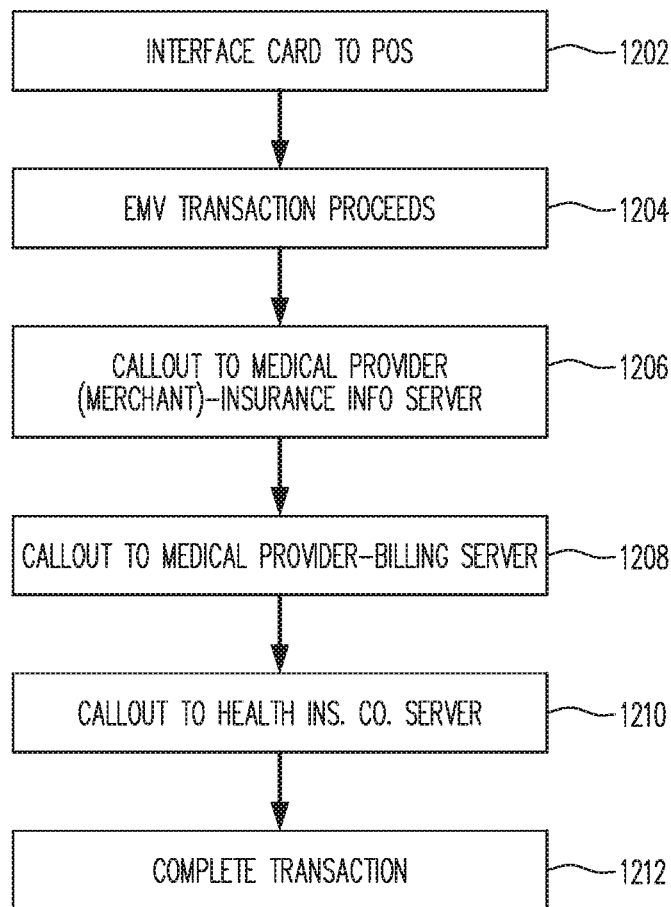 INTERFACE CARD TO POS
1202
EMV TRANSACTION PROCEEDS
1204
CALLOUT TO MEDICAL PROVIDER
(MERCHANT)-INSURANCE INFO SERVER
1206
CALLOUT TO MEDICAL PROVIDER-BILLING SERVER
1208
CALLOUT TO HEALTH INS. CO. SERVER
1210
COMPLETE TRANSACTION
1212